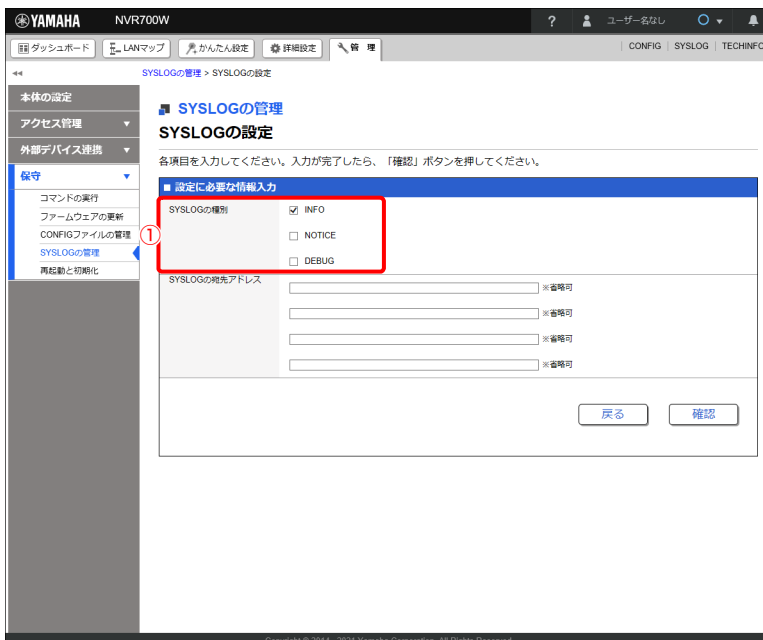 YAMAHA NVR700W ? ユーザー名なし
ダッシュボード LANマップ かんたん設定 詳細設定 管 理 CONFIG SYSLOG TECHINFO
SYSLOGの管理 > SYSLOGの設定
本体の設定
アクセス管理
外部デバイス連携
保守
コマンドの実行
ファームウェアの更新
CONFIGファイルの管理
SYSLOGの管理
再起動と初期化
SYSLOGの管理
SYSLOGの設定
各項目を入力してください。入力が完了したら、「確認」ボタンを押してください。
■ 設定に必要な情報入力
①
SYSLOGの種別 INFO
NOTICE
DEBUG
SYSLOGの宛先アドレス
※省略可
※省略可
※省略可
※省略可
戻る 確認
Copyright © 2014 - 2024 Yamaha Corporation. All Rights Reserved.